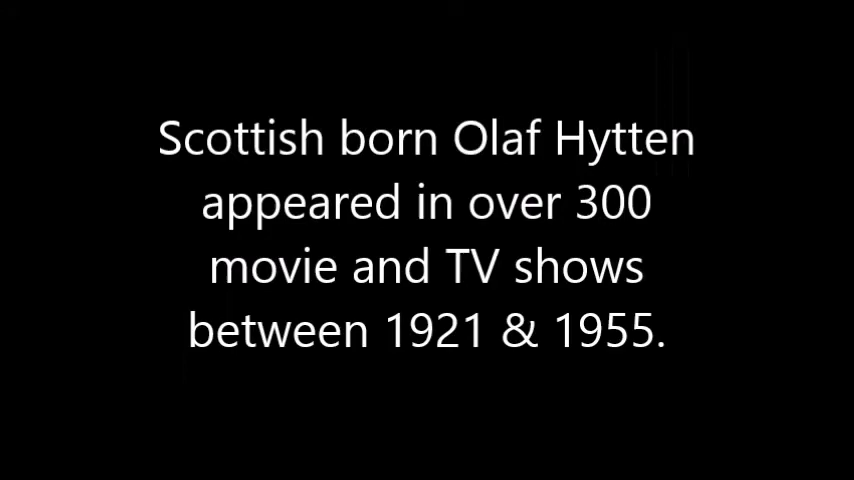 Scottish born Olaf Hytten
appeared in over 300
movie and TV shows
between 1921 & 1955.